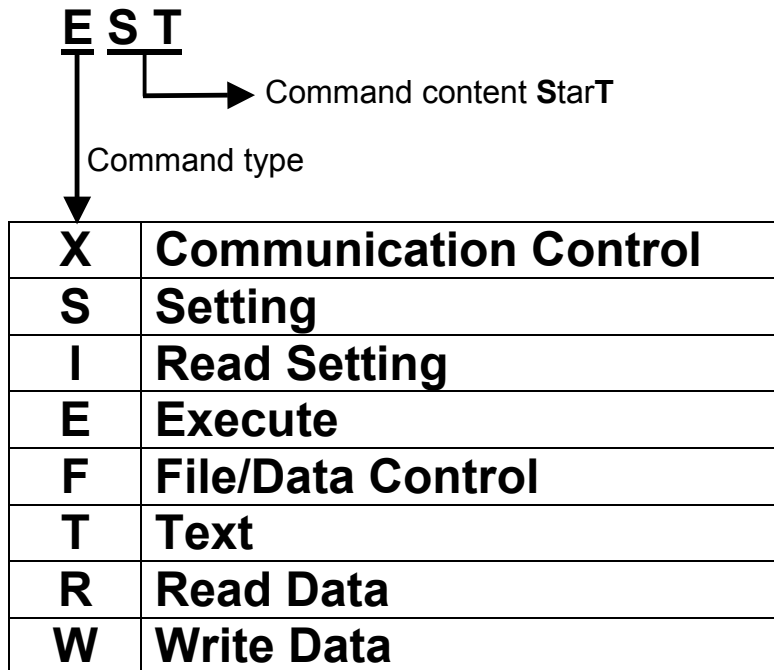 E S T
Command content StarT
Command type
X Communication Control
S Setting
I Read Setting
E Execute
F File/Data Control
T Text
R Read Data
W Write Data